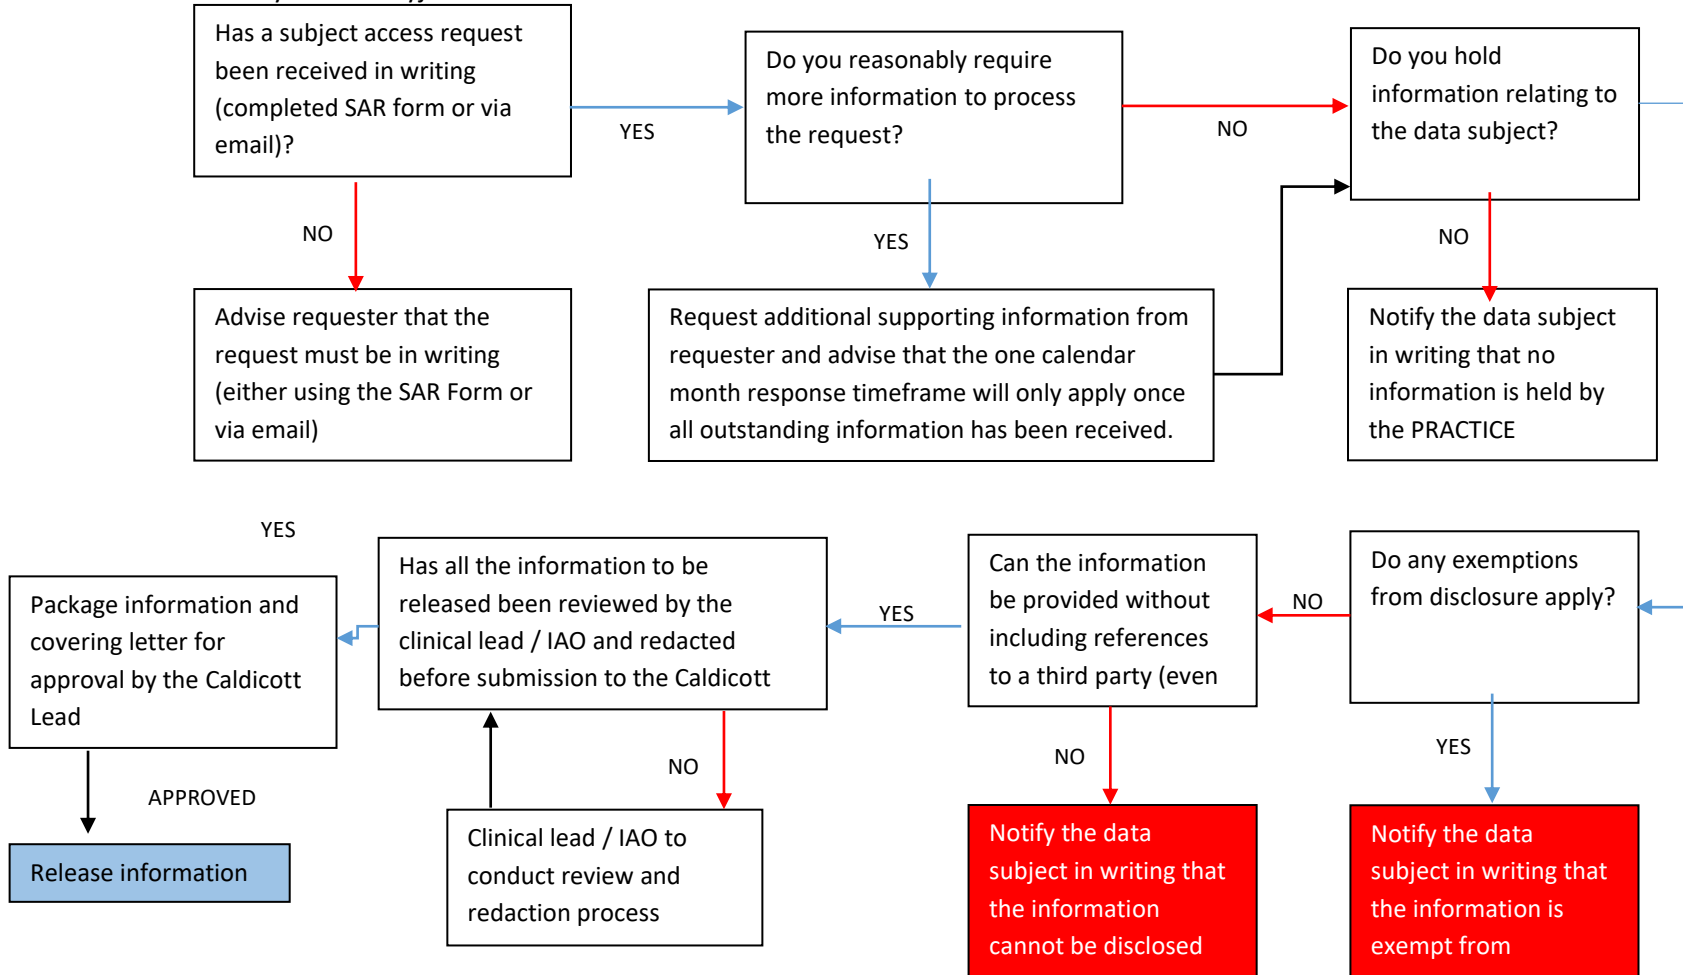 Has a subject access request
been received in writing
(completed SAR form or via
email)?
YES
Do you reasonably require
more information to process
the request?
NO
Do you hold
information relating to
the data subject?
NO
YES
NO
Advise requester that the
request must be in writing
(either using the SAR Form or
via email)
Request additional supporting information from
requester and advise that the one calendar
month response timeframe will only apply once
all outstanding information has been received.
Notify the data subject
in writing that no
information is held by
the PRACTICE
YES
Package information and
covering letter for
approval by the Caldicott
Lead
Has all the information to be
released been reviewed by the
clinical lead / IAO and redacted
before submission to the Caldicott
YES
Can the information
be provided without
including references
to a third party (even
NO
Do any exemptions
from disclosure apply?
APPROVED
NO
NO
YES
Release information
Clinical lead / IAO to
conduct review and
redaction process
Notify the data
subject in writing that
the information
cannot be disclosed
Notify the data
subject in writing that
the information is
exempt from